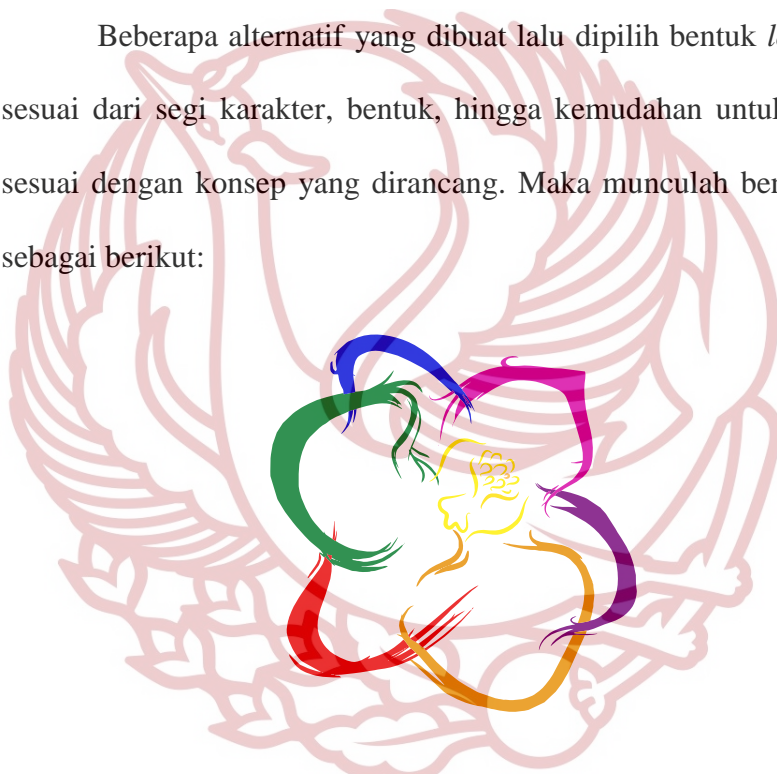 Beberapa alternatif yang dibuat lalu dipilih bentuk
sesuai dari segi karakter, bentuk, hingga kemudahan
sesuai dengan konsep yang dirancang. Maka munculah
sebagai berikut: